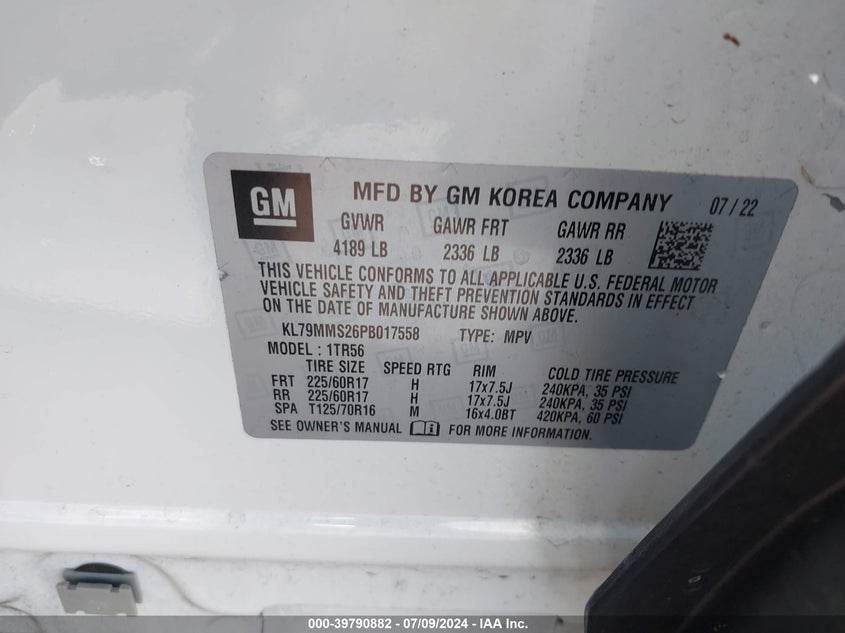 GM MFD BY GM KOREA COMPANY 07 / 22
GVWR GAWR FRT GAWR RR
4189 LB 2336 LB 2336 LB
THIS VEHICLE CONFORMS TO ALL APPLICABLE U.S. FEDERAL MOTOR
VEHICLE SAFETY AND THEFT PREVENTION STANDARDS IN EFFECT
ON THE DATE OF MANUFACTURE SHOWN ABOVE.
KL79MMS26PB017558 TYPE: MPV
MODEL : 1TR56
TIRE SIZE SPEED RTG RIM COLD TIRE PRESSURE
FRT 225/60R17 H 17x7.5J 240KPA, 35 PSI
RR 225/60R17 H 17x7.5J 240KPA, 35 PSI
SPA T125/70R16 M 16x4.0BT 420KPA, 60 PSI
SEE OWNER'S MANUAL FOR MORE INFORMATION.
000-39790882 - 07/09/2024 - IAA Inc.